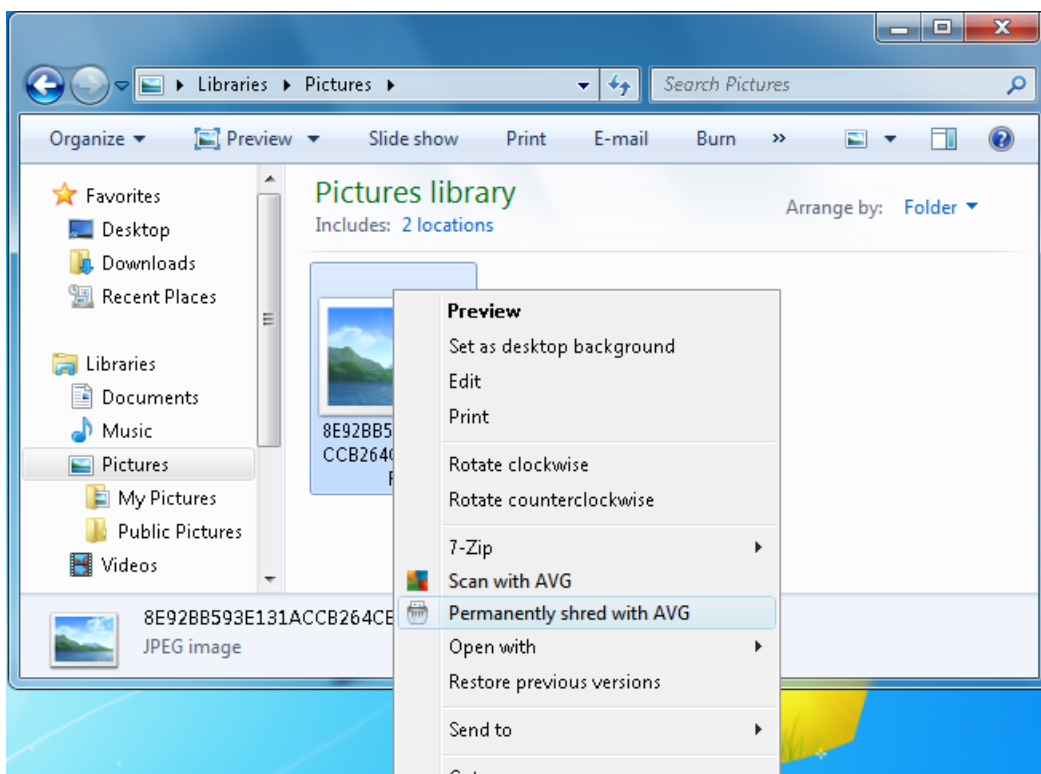 Libraries Pictures Search Pictures
Organize Preview Slide show Print E-mail Burn »
Favorites
Desktop
Downloads
Recent Places
Libraries
Documents
Music
Pictures
My Pictures
Public Pictures
Videos
Pictures library
Includes: 2 locations
Arrange by: Folder
8E92BB5
CCB264
Preview
Set as desktop background
Edit
Print
Rotate clockwise
Rotate counterclockwise
7-Zip
Scan with AVG
Permanently shred with AVG
Open with
Restore previous versions
Send to
8E92BB593E131ACCB264CE
JPEG image